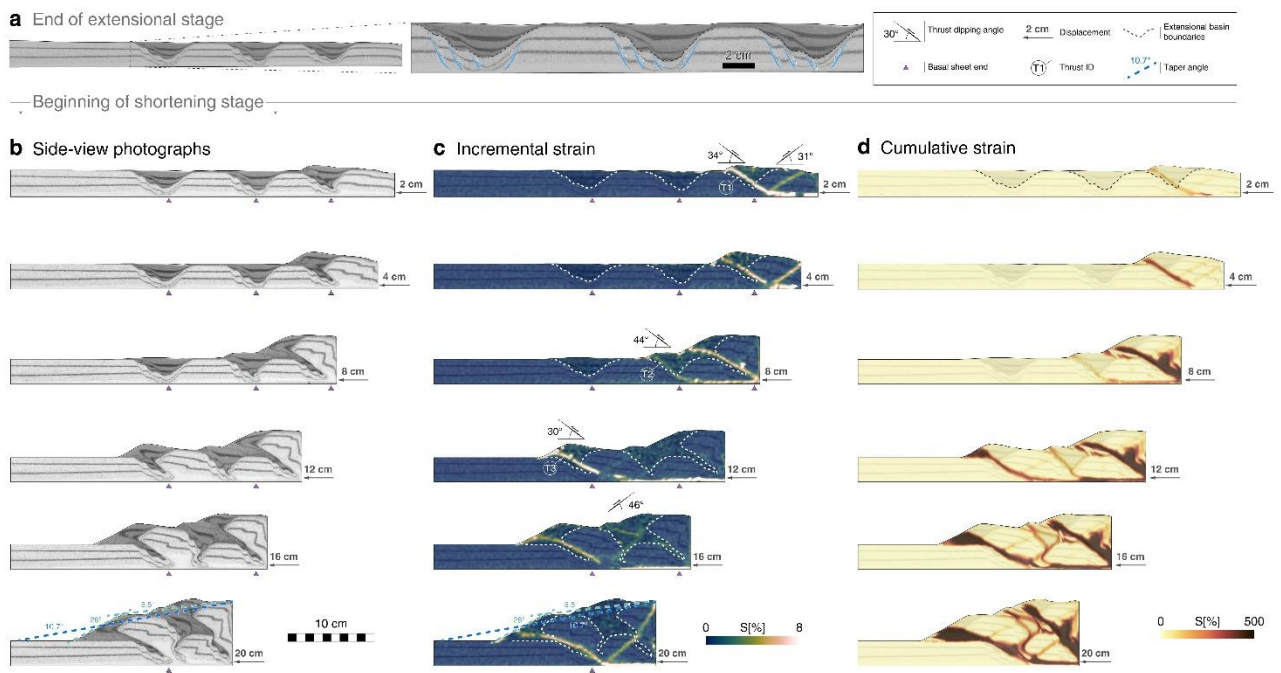 a End of extensional stage
2 cm
30° Thrust dipping angle
2 cm Displacement
Extensional basin boundaries
Basal sheet end
T1 Thrust ID
10.7° Taper angle
Beginning of shortening stage
b Side-view photographs
c Incremental strain
d Cumulative strain
34° 31°
T1
2 cm 2 cm 2 cm
4 cm 4 cm 4 cm
44°
T2
8 cm 8 cm 8 cm
30°
T3
12 cm 12 cm 12 cm
46°
16 cm 16 cm 16 cm
10.7° 26° 5.5°
26° 5.5° 10.7°
10 cm
0 S[%] 8
0 S[%] 500
20 cm 20 cm 20 cm